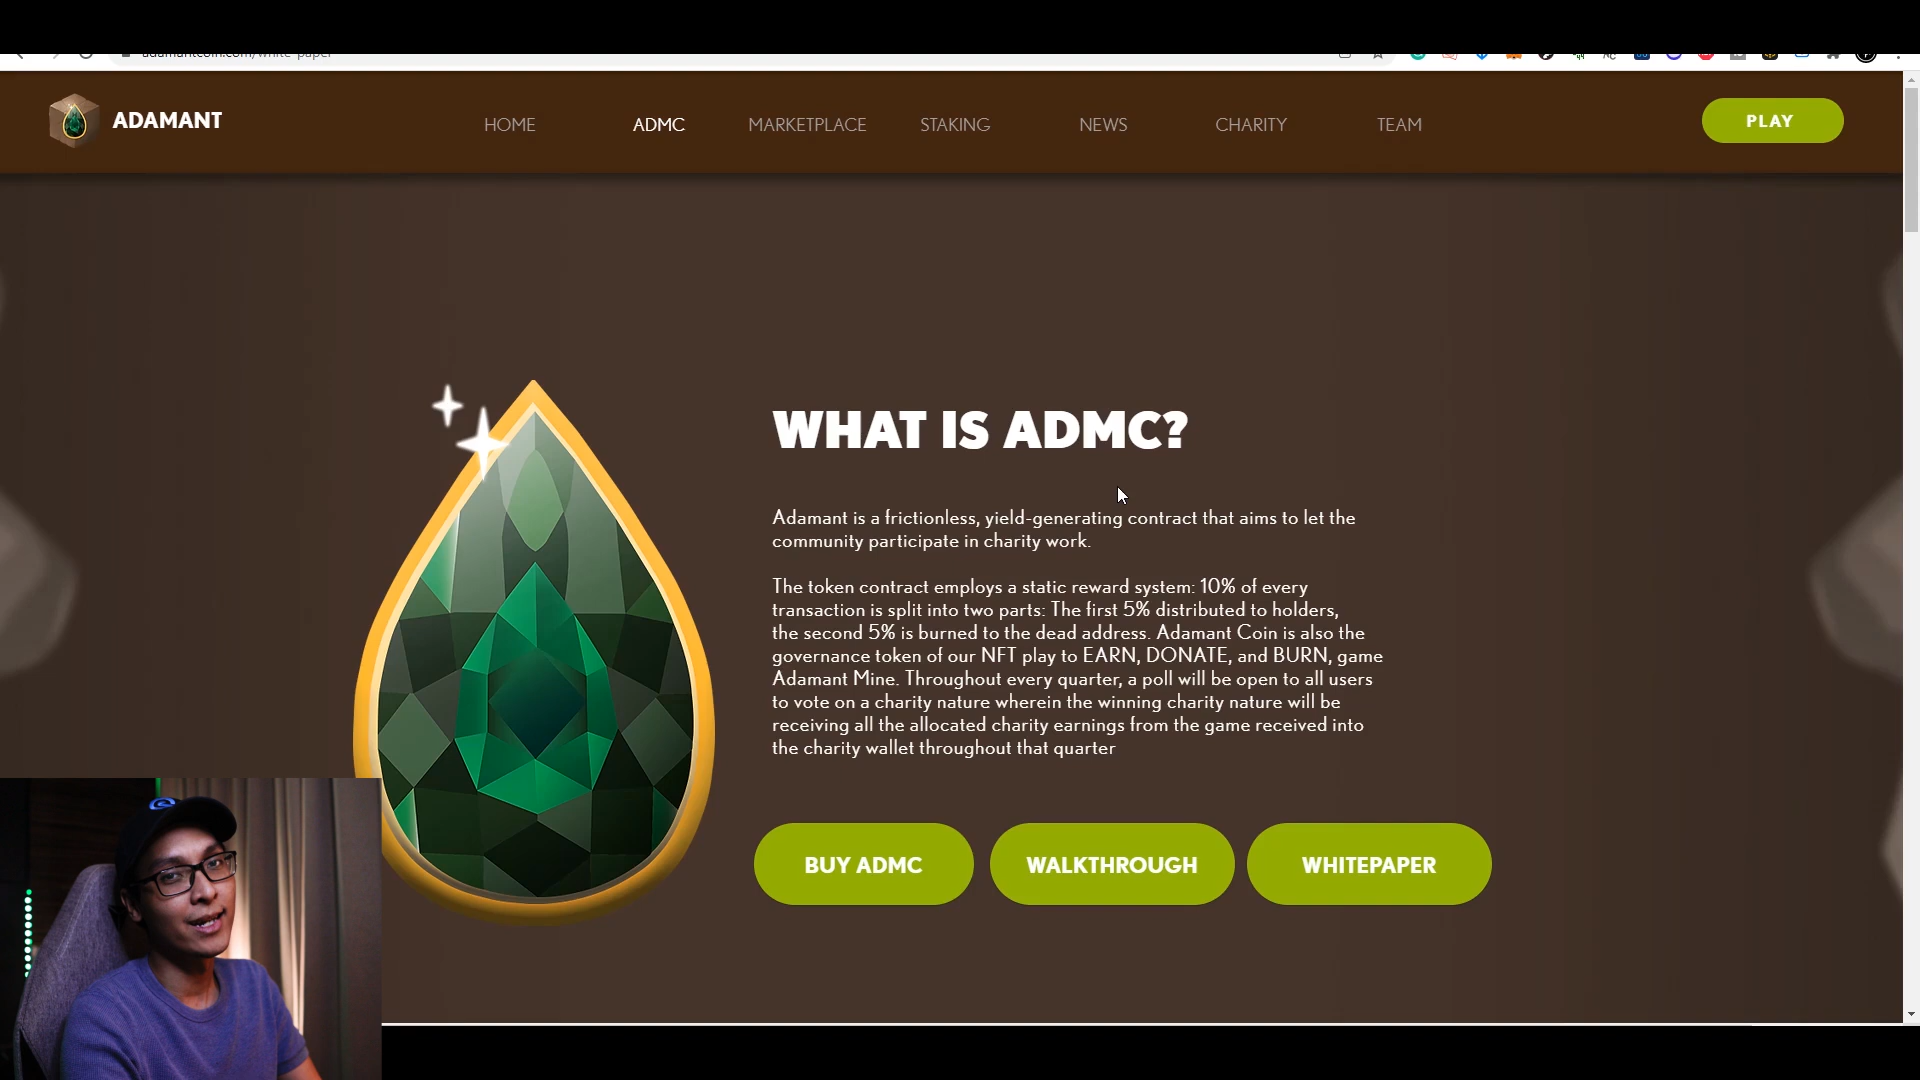 adamantcoin.com/white-paper
ADAMANT
HOME
ADMC
MARKETPLACE
STAKING
NEWS
CHARITY
TEAM
PLAY
WHAT IS ADMC?
Adamant is a frictionless, yield-generating contract that aims to let the
community participate in charity work.
The token contract employs a static reward system: 10% of every
transaction is split into two parts: The first 5% distributed to holders,
the second 5% is burned to the dead address. Adamant Coin is also the
governance token of our NFT play to EARN, DONATE, and BURN, game
Adamant Mine. Throughout every quarter, a poll will be open to all users
to vote on a charity nature wherein the winning charity nature will be
receiving all the allocated charity earnings from the game received into
the charity wallet throughout that quarter
BUY ADMC
WALKTHROUGH
WHITEPAPER